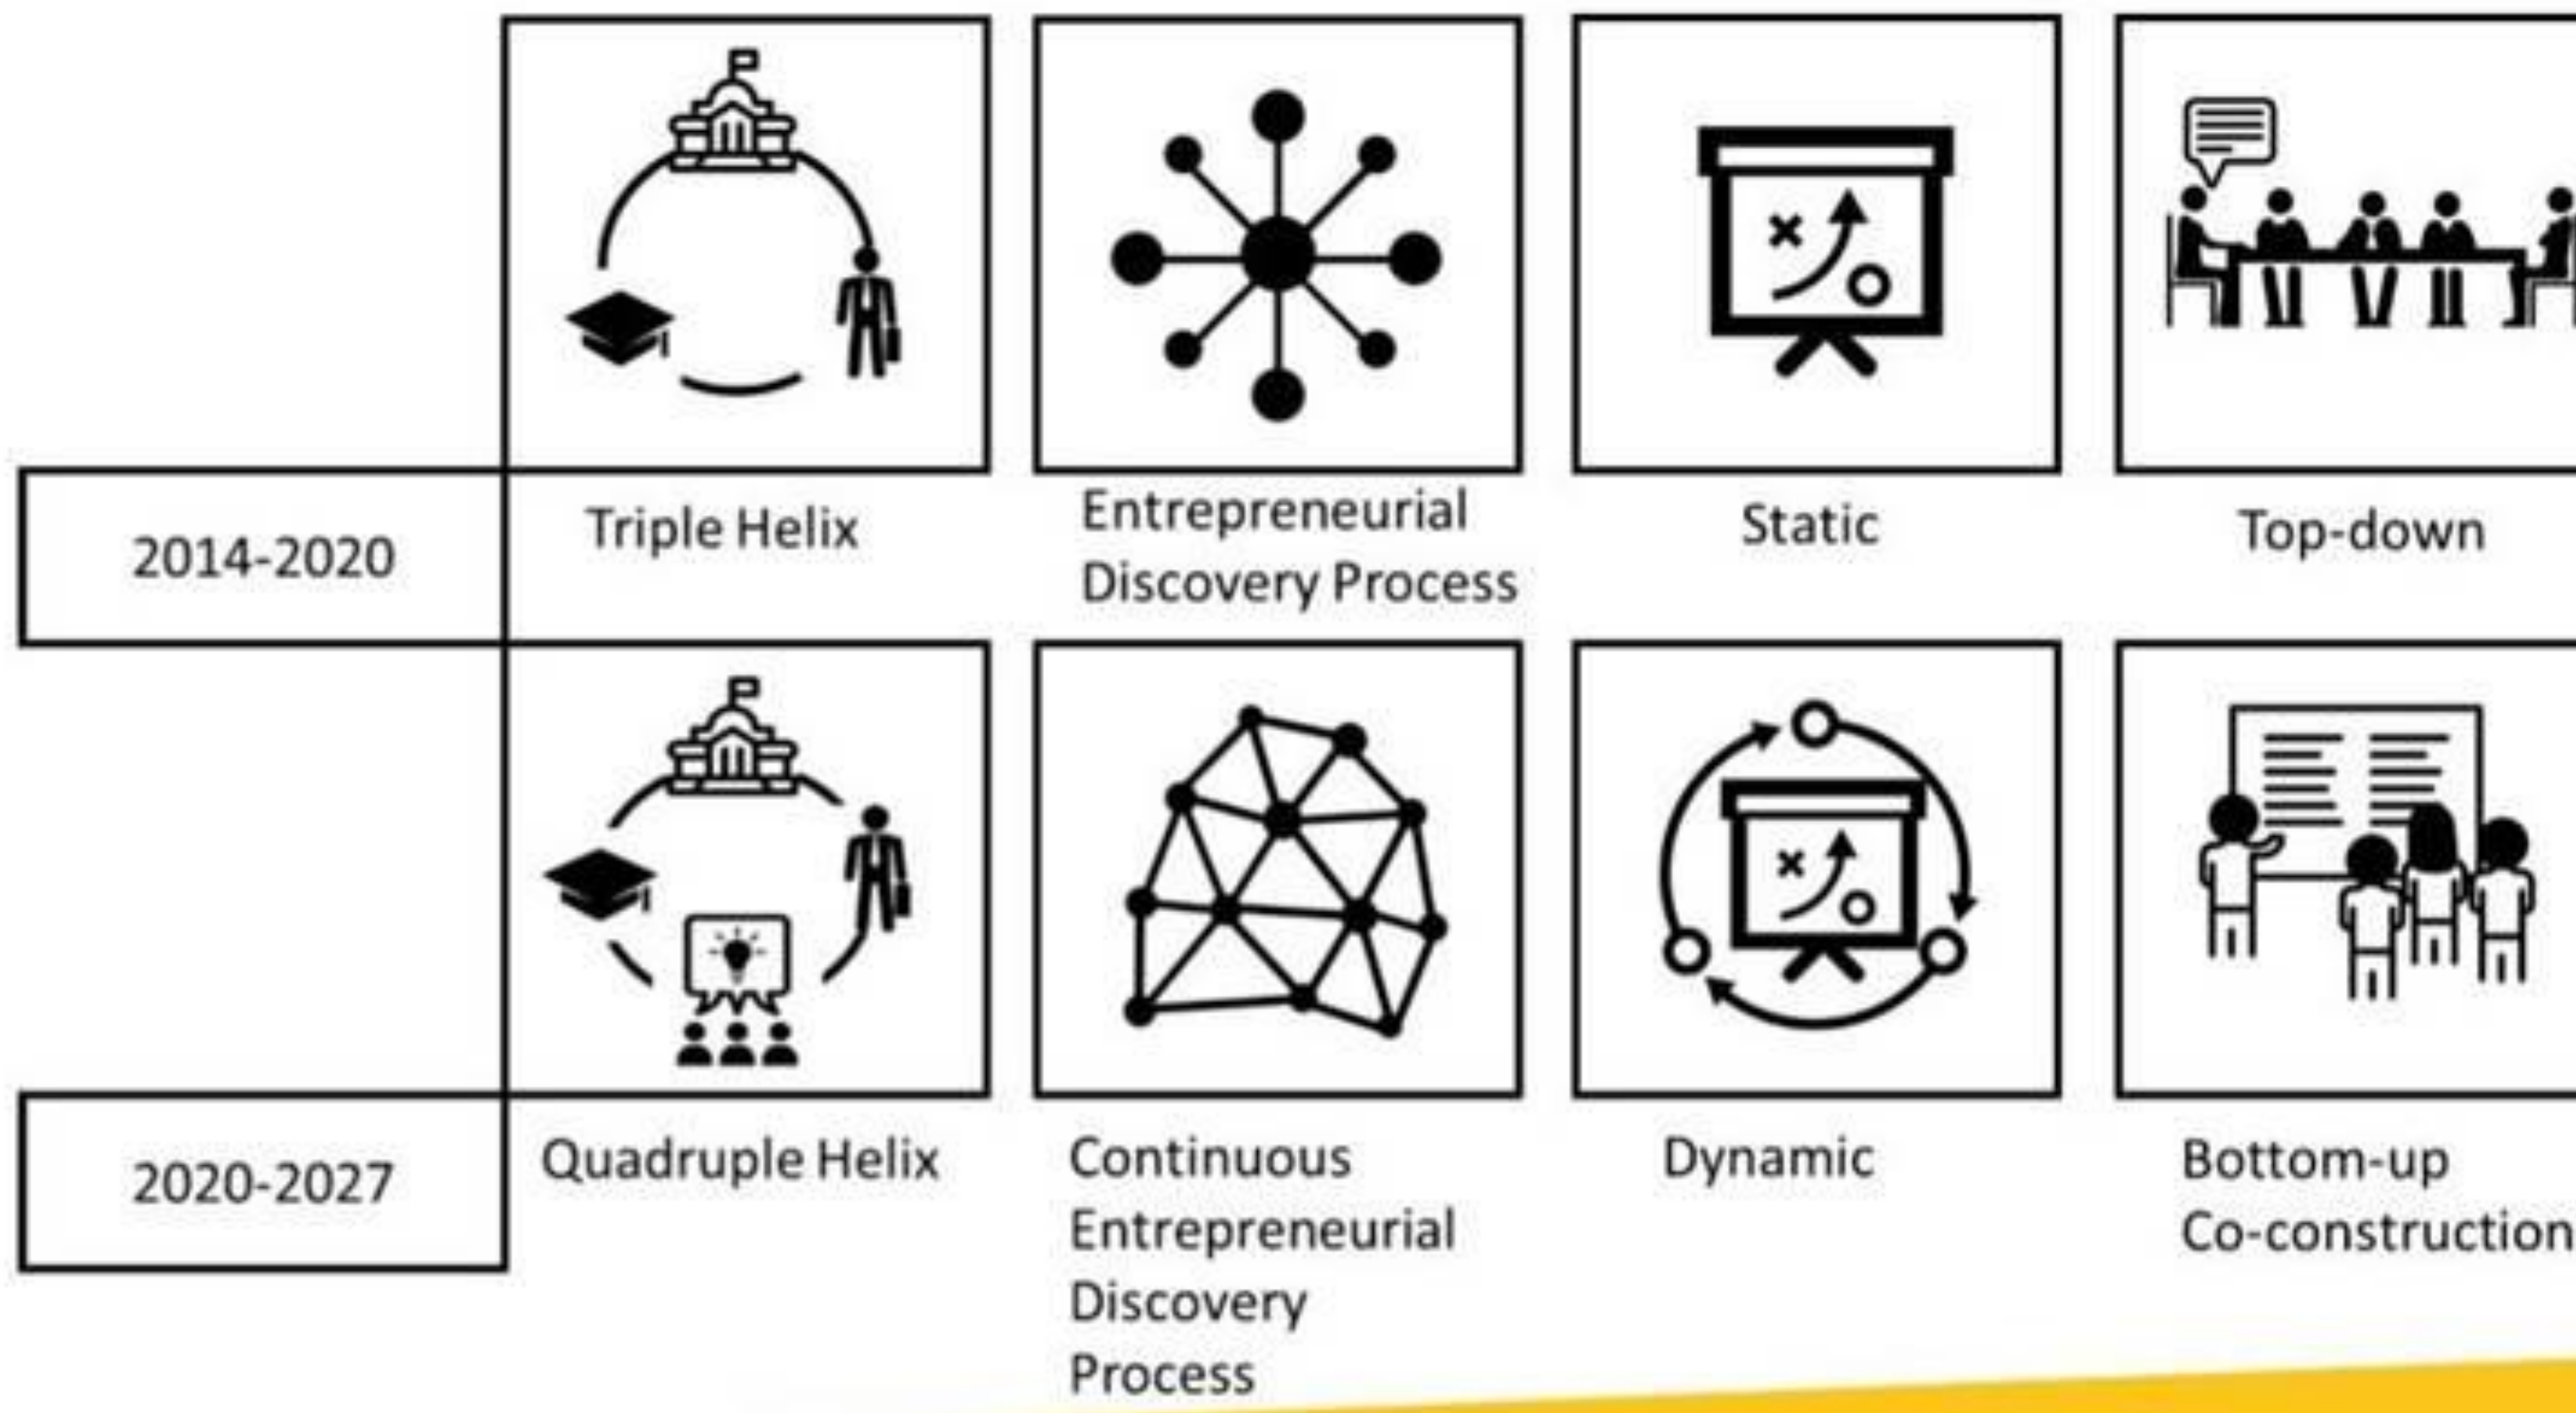 2014-2020
Triple Helix
Entrepreneurial
Discovery Process
Static
Top-down
2020-2027
Quadruple Helix
Continuous
Entrepreneurial
Discovery
Process
Dynamic
Bottom-up
Co-construction